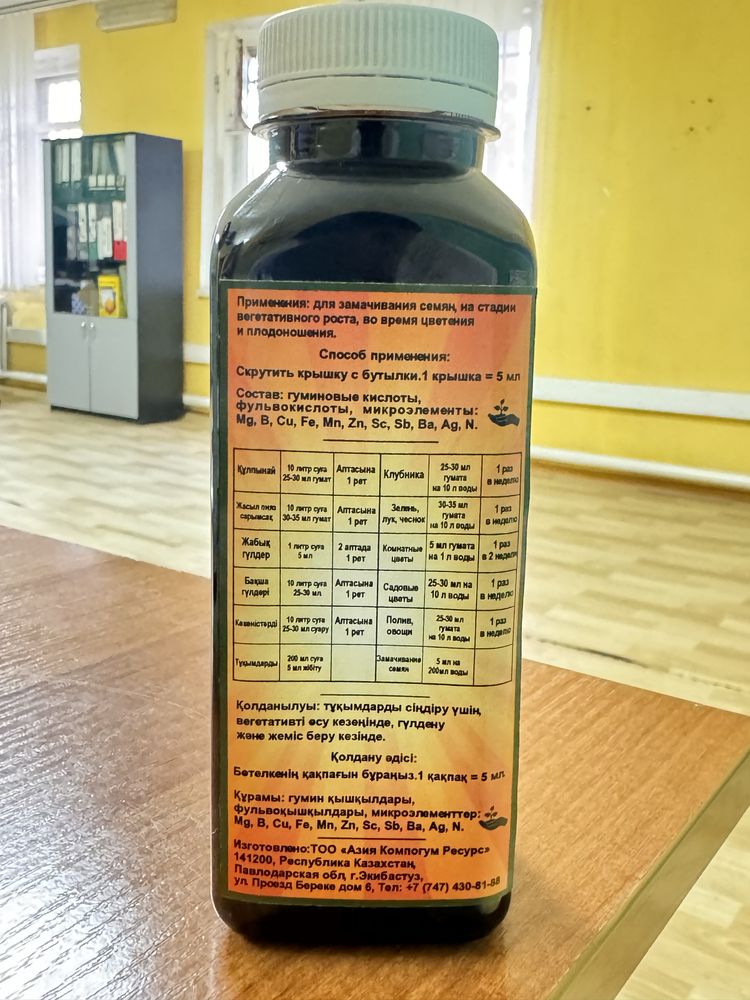 Применения: для замачивания семян, на стадии
вегетативного роста, во время цветения
и плодоношения.
Способ применения:
Скрутить крышку с бутылки.1 крышка = 5 мл
Состав: гуминовые кислоты,
фульвокислоты, микроэлементы:
Mg, B, Cu, Fe, Mn, Zn, Sc, Sb, Ba, Ag, N.
Құлпынай 10 литр суға 25-30 мл гумат Аптасына 1 рет Клубника 25-30 мл гумата на 10 л воды 1 раз в неделю
Жасыл пияз сарымсақ 10 литр суға 30-35 мл гумат Аптасына 1 рет Зелень, лук, чеснок 30-35 мл гумата на 10 л воды 1 раз в неделю
Жабық гүлдер 1 литр суға 5 мл 2 аптада 1 рет Комнатные цветы 5 мл гумата на 1 л воды 1 раз в 2 недели
Бақша гүлдері 10 литр суға 25-30 мл Аптасына 1 рет Садовые цветы 25-30 мл на 10 л воды 1 раз в неделю
Көкөністерді 10 литр суға 25-30 мл суару Аптасына 1 рет Полив, овощи 25-30 мл гумата на 10 л воды 1 раз в неделю
Тұқымдарды 200 мл суға 5 мл жібіту Замачивание семян 5 мл на 200мл воды
Қолданылуы: тұқымдарды сіңдіру үшін,
вегетативті өсу кезеңінде, гүлдену
және жеміс беру кезінде.
Қолдану әдісі:
Бөтелкенің қақпағын бұраңыз.1 қақпақ = 5 мл.
Құрамы: гумин қышқылдары,
фульвоқышқылдары, микроэлементтер:
Mg, B, Cu, Fe, Mn, Zn, Sc, Sb, Ba, Ag, N.
Изготовлено:ТОО «Азия Компогум Ресурс»
141200, Республика Казахстан,
Павлодарская обл, г.Экибастуз,
ул. Проезд Береке дом 6, Тел: +7 (747) 430-81-88